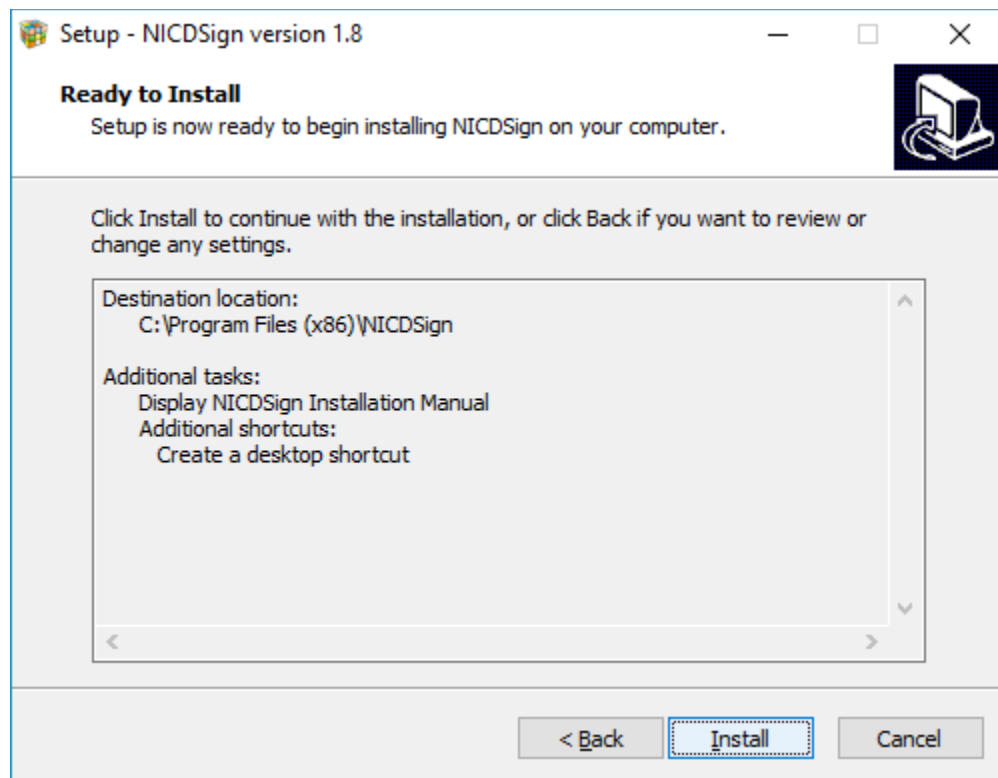 Setup - NICDSign version 1.8
Ready to Install
Setup is now ready to begin installing NICDSign on your computer.
Click Install to continue with the installation, or click Back if you want to review or
change any settings.
Destination location:
C:\Program Files (x86)\NICDSign
Additional tasks:
Display NICDSign Installation Manual
Additional shortcuts:
Create a desktop shortcut
< Back Install Cancel